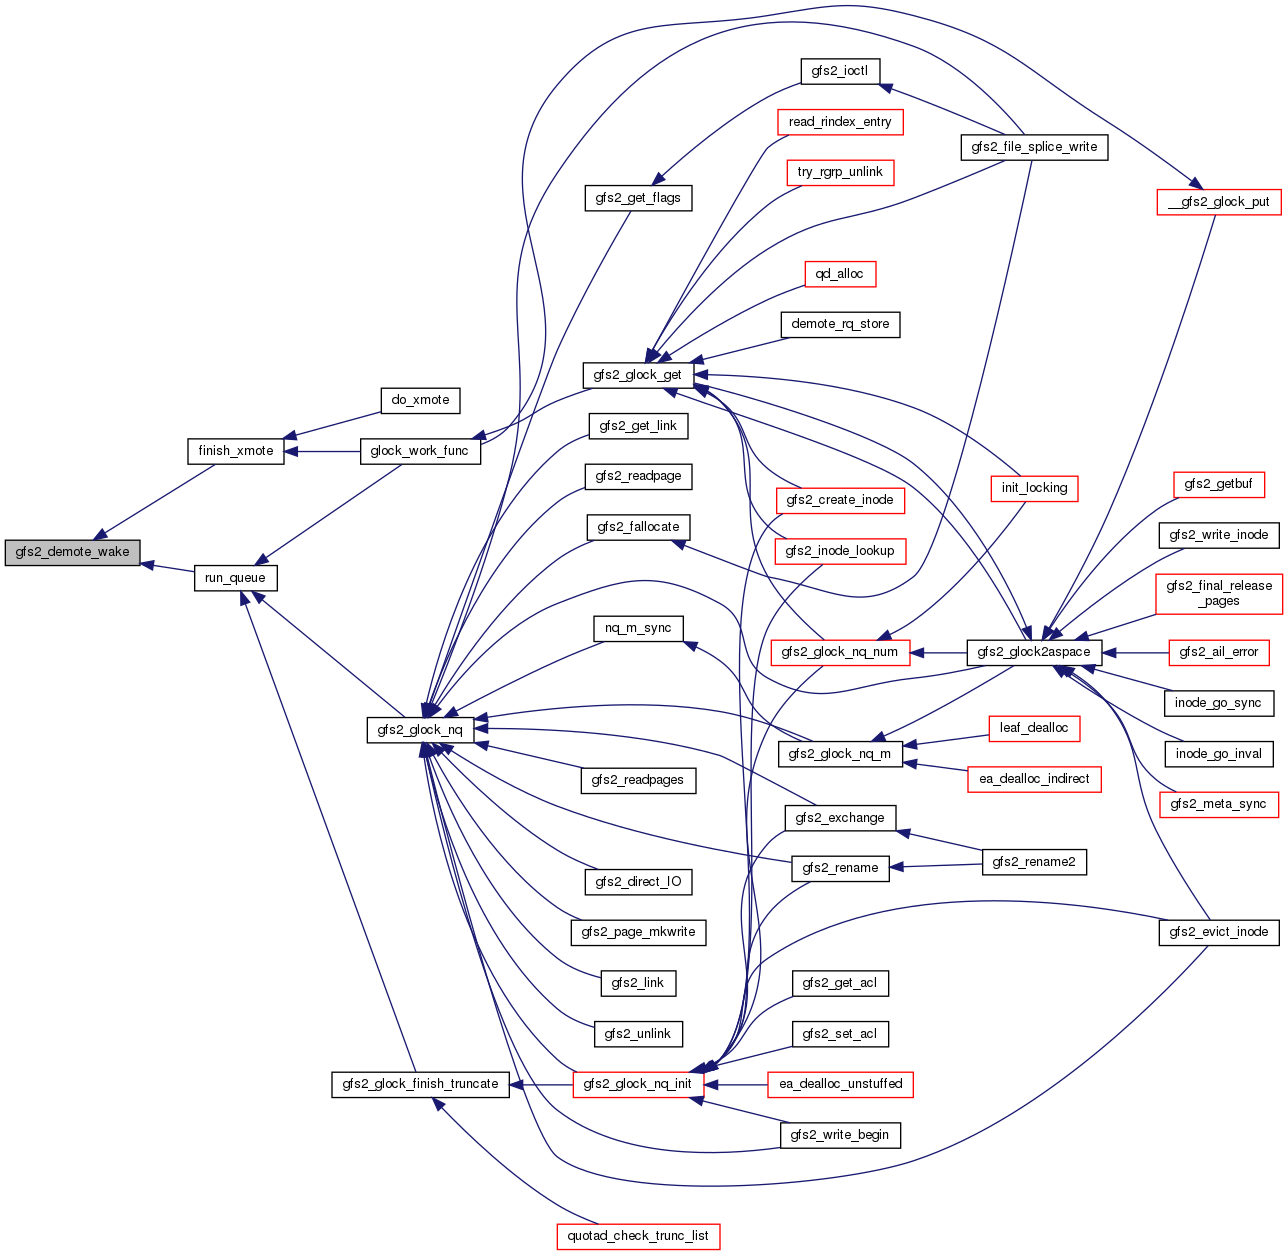 gfs2_ioctl
read_rindex_entry
gfs2_file_splice_write
try_rgrp_unlink
gfs2_get_flags
__gfs2_glock_put
qd_alloc
demote_rq_store
gfs2_glock_get
do_xmote
gfs2_get_link
finish_xmote
glock_work_func
gfs2_readpage
gfs2_getbuf
init_locking
gfs2_create_inode
gfs2_fallocate
gfs2_write_inode
gfs2_demote_wake
gfs2_inode_lookup
run_queue
gfs2_final_release
_pages
nq_m_sync
gfs2_glock_nq_num
gfs2_glock2aspace
gfs2_ail_error
inode_go_sync
gfs2_glock_nq
leaf_dealloc
gfs2_glock_nq_m
inode_go_inval
gfs2_readpages
ea_dealloc_indirect
gfs2_meta_sync
gfs2_exchange
gfs2_rename
gfs2_rename2
gfs2_direct_IO
gfs2_page_mkwrite
gfs2_evict_inode
gfs2_link
gfs2_get_acl
gfs2_unlink
gfs2_set_acl
gfs2_glock_finish_truncate
gfs2_glock_nq_init
ea_dealloc_unstuffed
gfs2_write_begin
quotad_check_trunc_list